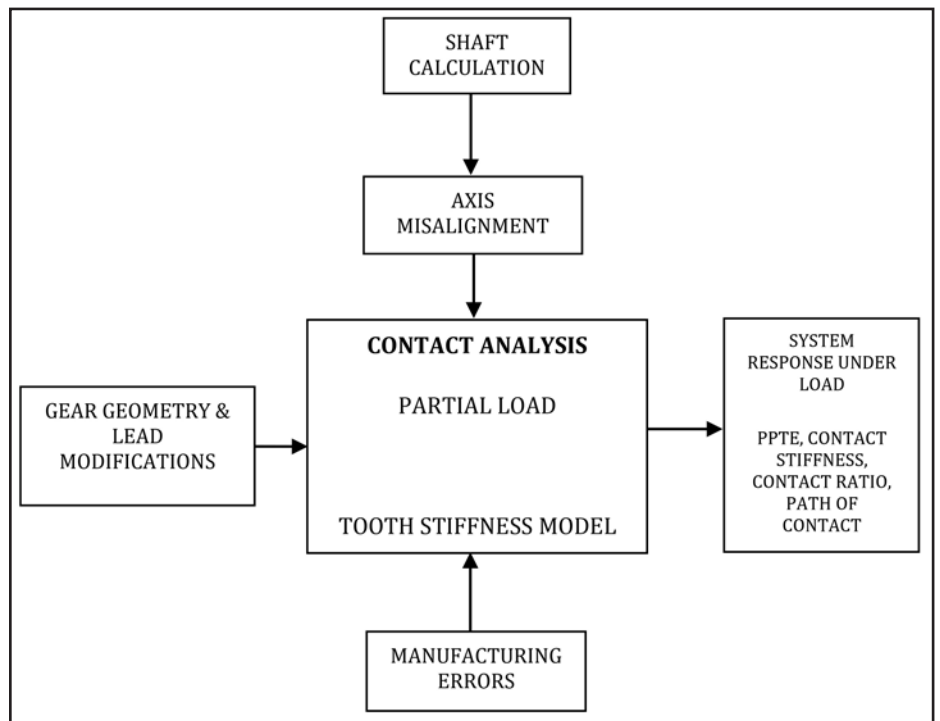 SHAFT
CALCULATION
AXIS
MISALIGNMENT
CONTACT ANALYSIS
PARTIAL LOAD
TOOTH STIFFNESS MODEL
GEAR GEOMETRY &
LEAD
MODIFICATIONS
SYSTEM
RESPONSE UNDER
LOAD
PPTE, CONTACT
STIFFNESS,
CONTACT RATIO,
PATH OF
CONTACT
MANUFACTURING
ERRORS